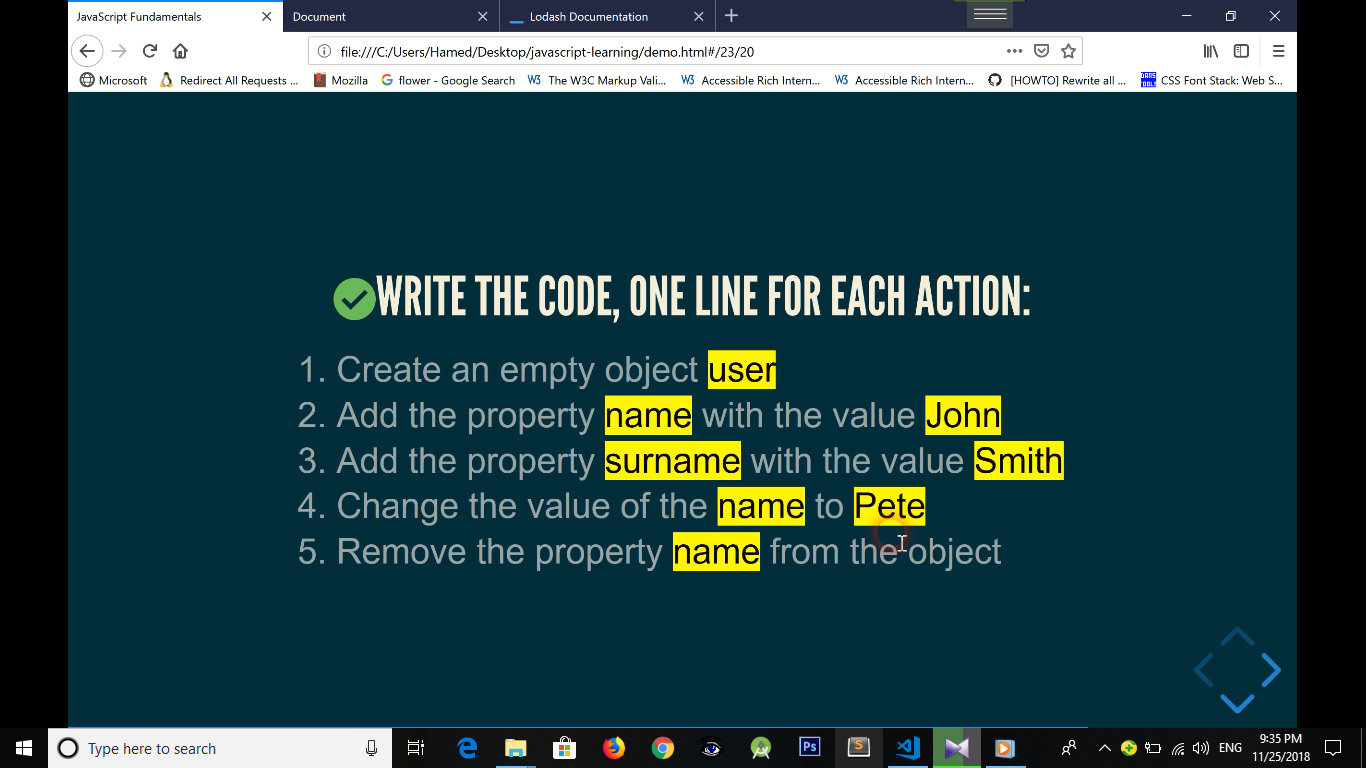 JavaScript Fundamentals
Document
Lodash Documentation
file:///C:/Users/Hamed/Desktop/javascript-learning/demo.html#/23/20
Microsoft
Redirect All Requests ...
Mozilla
flower - Google Search
The W3C Markup Vali...
Accessible Rich Intern...
Accessible Rich Intern...
[HOWTO] Rewrite all ...
CSS Font Stack: Web S...
WRITE THE CODE, ONE LINE FOR EACH ACTION:
1. Create an empty object user
2. Add the property name with the value John
3. Add the property surname with the value Smith
4. Change the value of the name to Pete
5. Remove the property name from the object
Type here to search
Ps
ENG
9:35 PM
11/25/2018